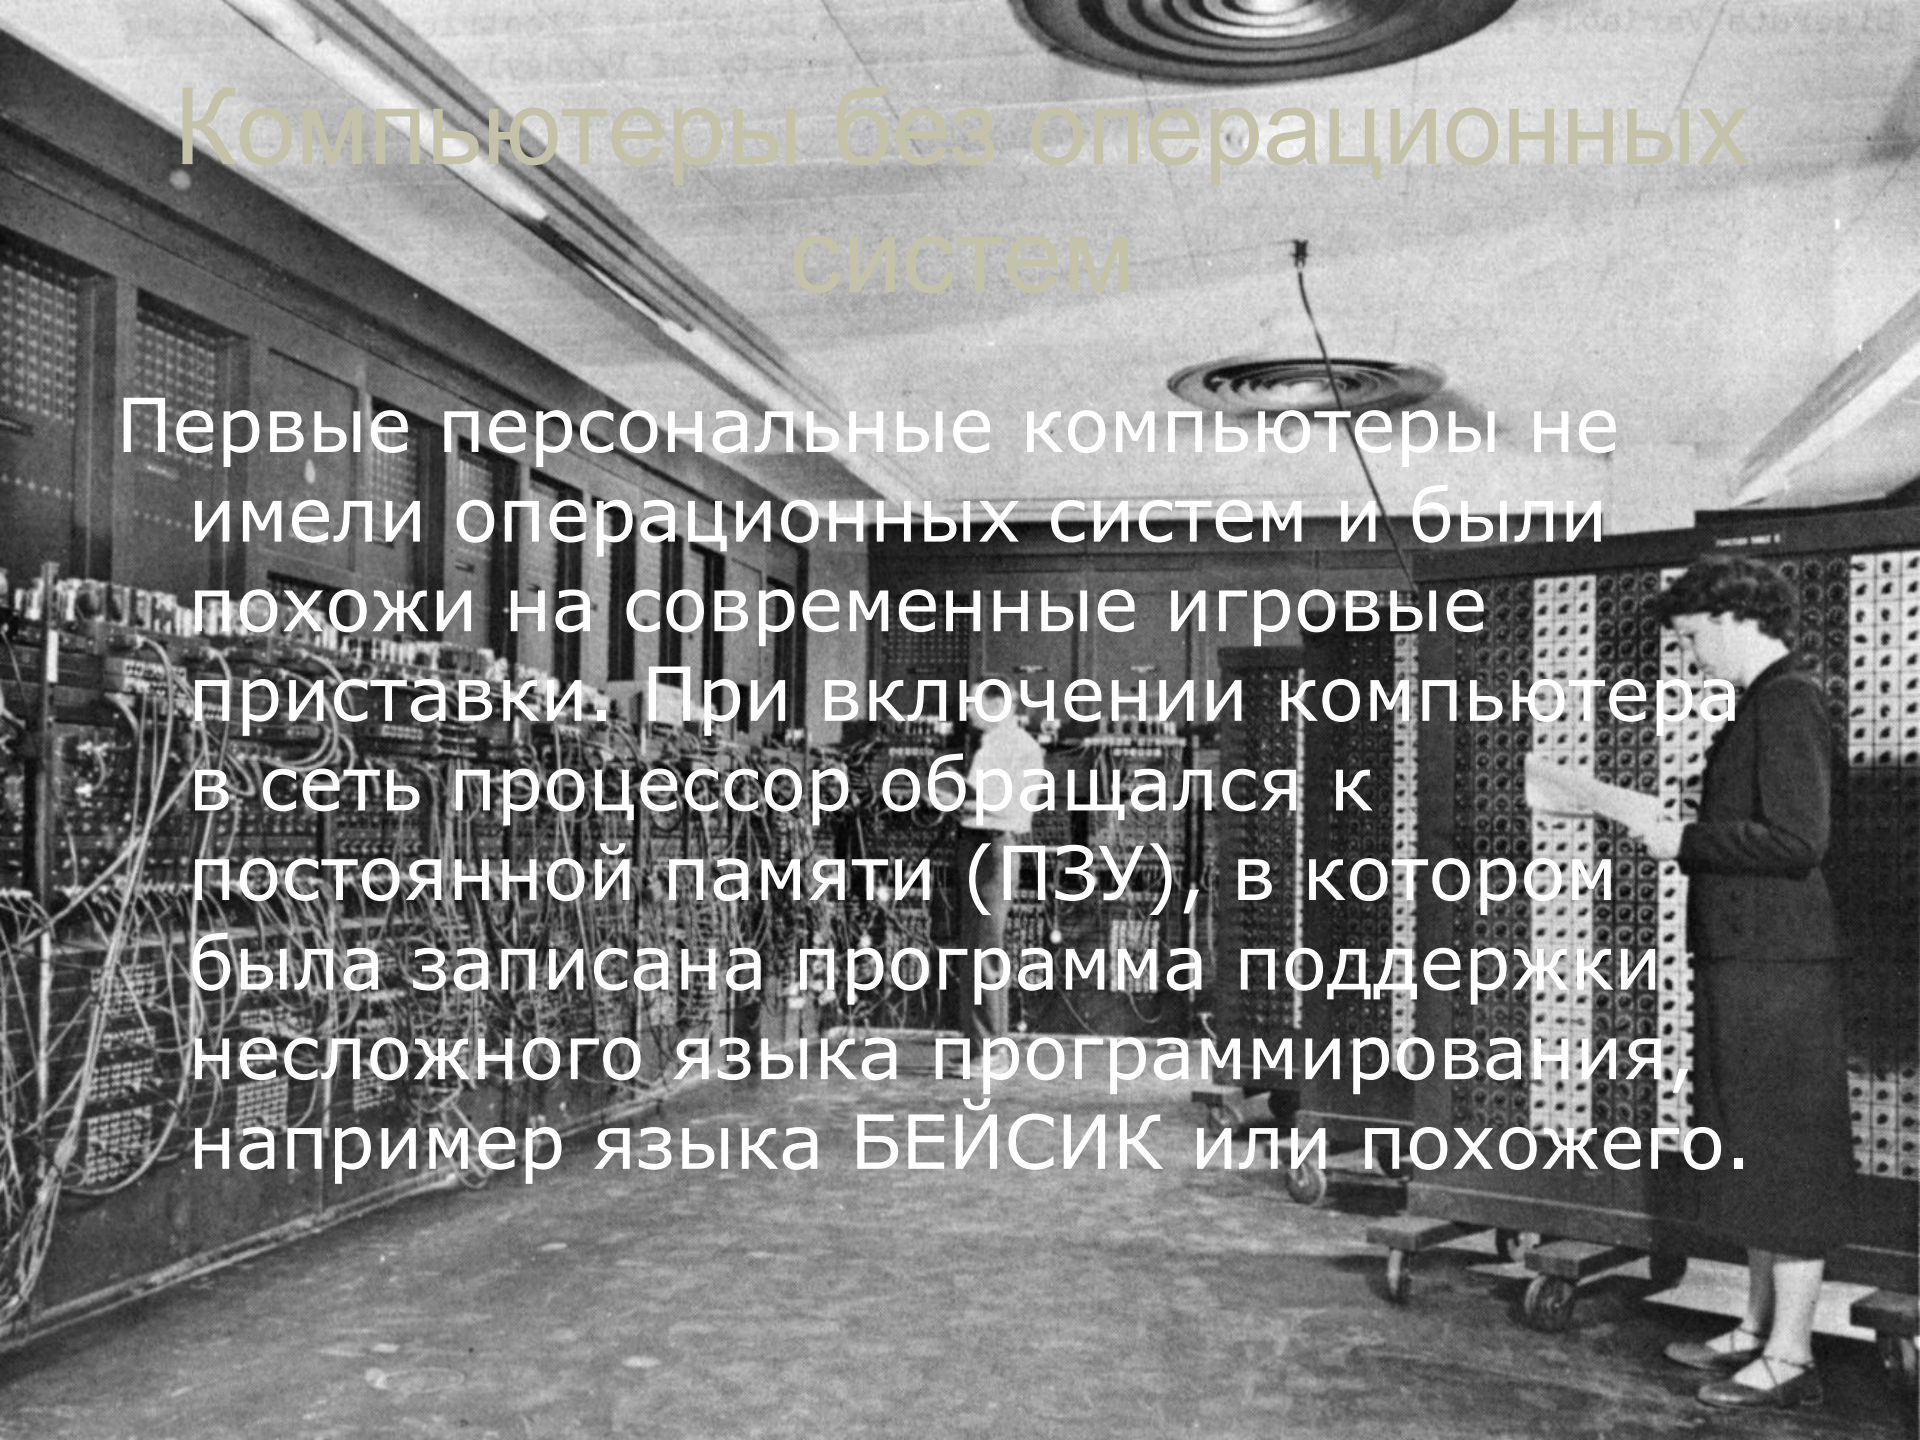 Компьютеры без операционных
систем
Первые персональные компьютеры не
имели операционных систем и были
похожи на современные игровые
приставки. При включении компьютера
в сеть процессор обращался к
постоянной памяти (ПЗУ), в котором
была записана программа поддержки
несложного языка программирования,
например языка БЕЙСИК или похожего.